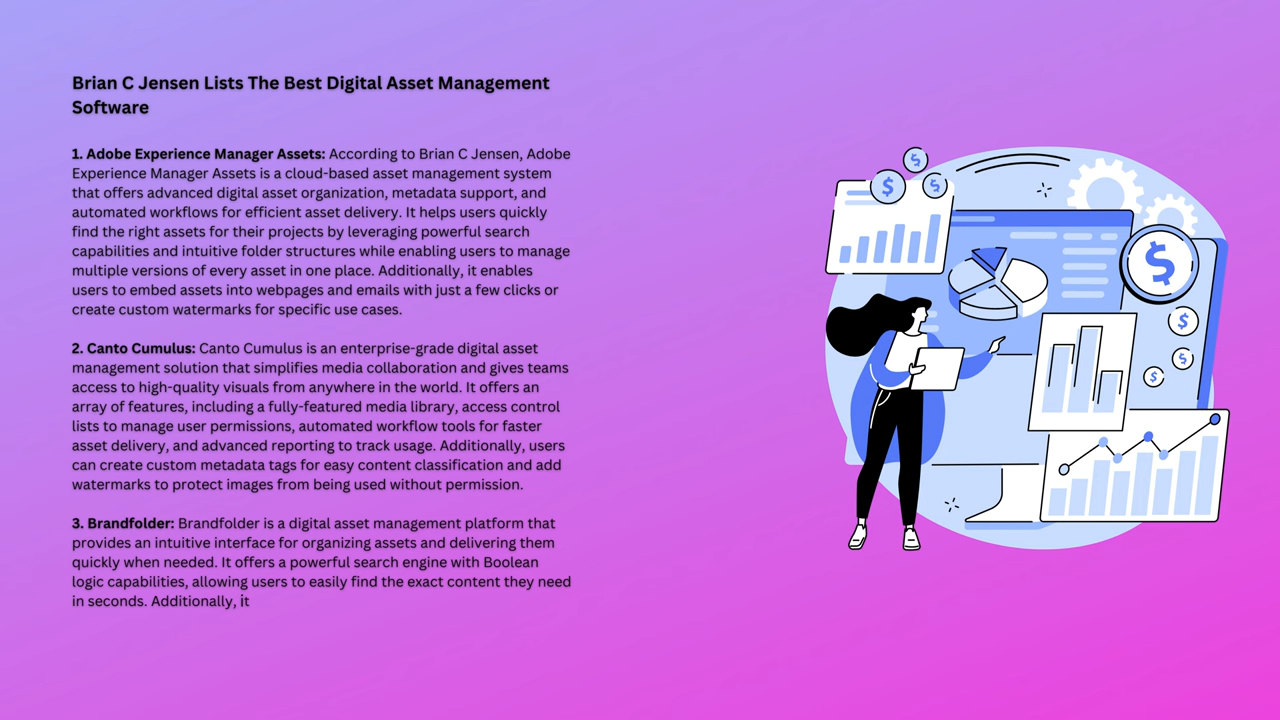 Brian C Jensen Lists The Best Digital Asset Management
Software
1. Adobe Experience Manager Assets: According to Brian C Jensen, Adobe
Experience Manager Assets is a cloud-based asset management system
that offers advanced digital asset organization, metadata support, and
automated workflows for efficient asset delivery. It helps users quickly
find the right assets for their projects by leveraging powerful search
capabilities and intuitive folder structures while enabling users to manage
multiple versions of every asset in one place. Additionally, it enables
users to embed assets into webpages and emails with just a few clicks or
create custom watermarks for specific use cases.
2. Canto Cumulus: Canto Cumulus is an enterprise-grade digital asset
management solution that simplifies media collaboration and gives teams
access to high-quality visuals from anywhere in the world. It offers an
array of features, including a fully-featured media library, access control
lists to manage user permissions, automated workflow tools for faster
asset delivery, and advanced reporting to track usage. Additionally, users
can create custom metadata tags for easy content classification and add
watermarks to protect images from being used without permission.
3. Brandfolder: Brandfolder is a digital asset management platform that
provides an intuitive interface for organizing assets and delivering them
quickly when needed. It offers a powerful search engine with Boolean
logic capabilities, allowing users to easily find the exact content they need
in seconds. Additionally, it
$
$
$
$
$
$
$